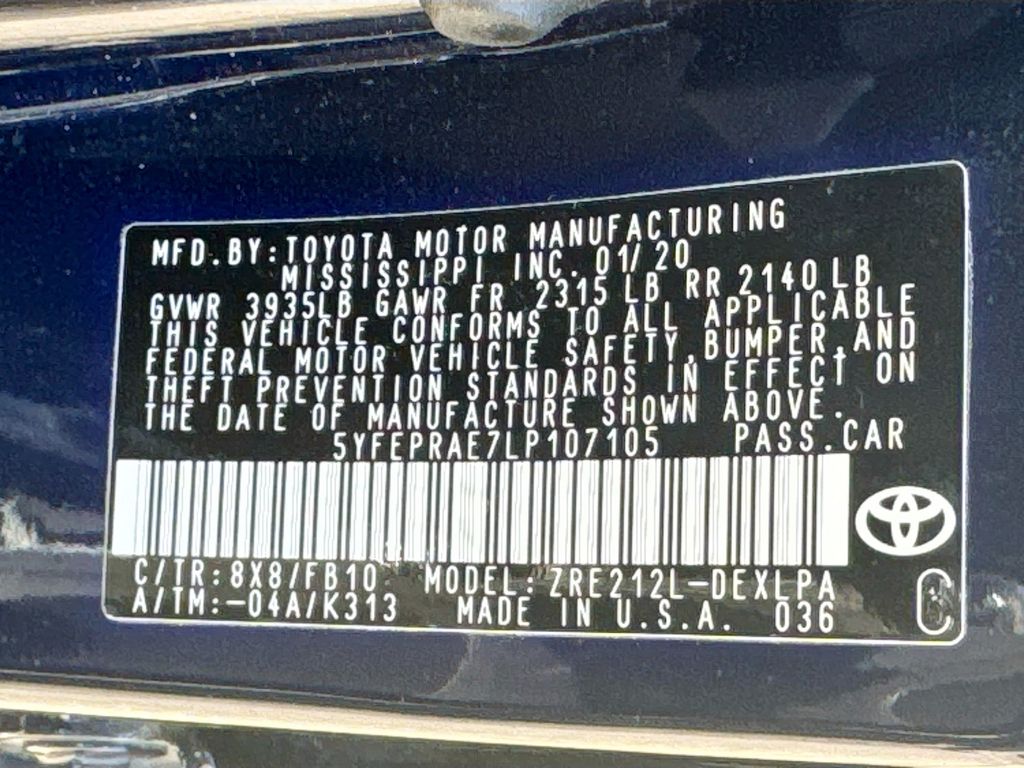 MFD.BY:TOYOTA MOTOR MANUFACTURING
MISSISSIPPI INC. 01/20
GVWR 3935LB GAWR FR 2315 LB RR 2140LB
THIS VEHICLE CONFORMS TO ALL APPLICABLE
FEDERAL MOTOR VEHICLE SAFETY,BUMPER,AND
THEFT PREVENTION STANDARDS IN EFFECT ON
THE DATE OF MANUFACTURE SHOWN ABOVE.
5YFEPRAE7LP107105 PASS.CAR
C/TR:8X8/FB10 MODEL:ZRE212L-DEXLPA
A/TM:-04A/K313 MADE IN U.S.A. 036